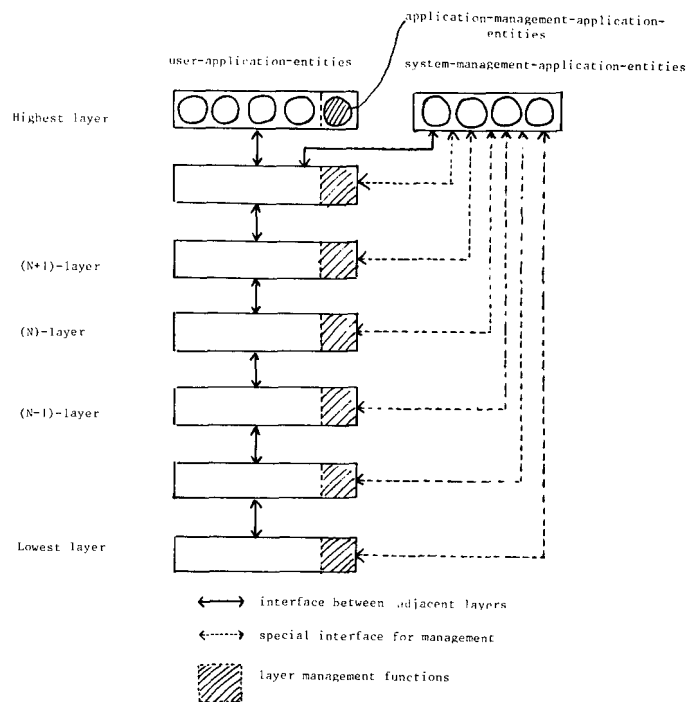 application-management-application-
entities
user-application-entities
system-management-application-entities
Highest layer
(N+1)-layer
(N)-layer
(N-1)-layer
Lowest layer
interface between adjacent layers
special interface for management
layer management functions